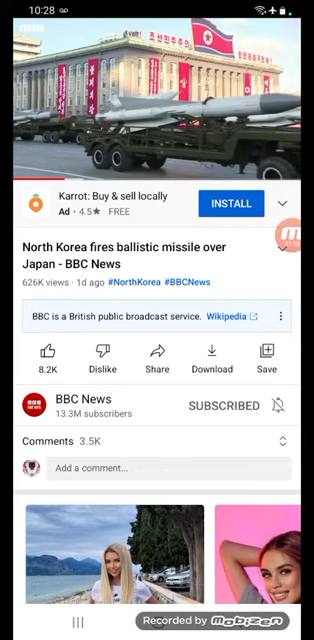 10:28
BBC
조선민주주의
Karrot: Buy & sell locally
Ad · 4.5★ FREE
INSTALL
North Korea fires ballistic missile over
Japan - BBC News
626K views · 1d ago #NorthKorea #BBCNews
BBC is a British public broadcast service. Wikipedia
8.2K
Dislike
Share
Download
Save
BBC NEWS
BBC News
13.3M subscribers
SUBSCRIBED
Comments 3.5K
Add a comment...
Recorded by Mobizen